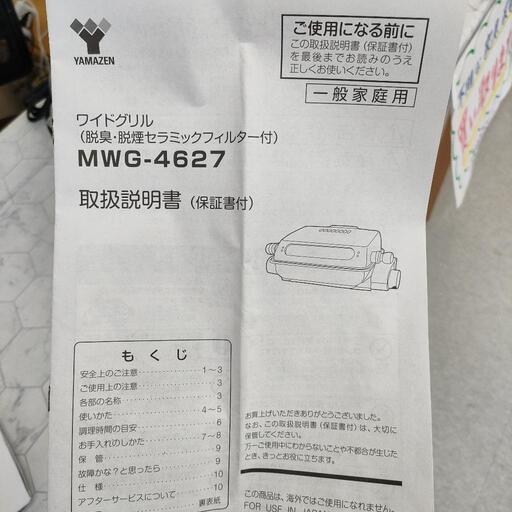 YAMAZEN
ご使用になる前に
この取扱説明書(保証書付)
を最後までお読みのうえ
正しくお使いください。
一般家庭用
ワイドグリル
(脱臭・脱煙セラミックフィルター付)
MWG-4627
取扱説明書(保証書付)
もくじ
安全上のご注意 1~3
ご使用上の注意 3
各部の名称 3
使いかた 4~5
調理時間の目安 6
お手入れのしかた 7~8
保管 9
故障かな?と思ったら 9
仕様 10
アフターサービスについて 10
裏表紙
お買上げいただきありがとうございました。
なお、この取扱説明書(保証書付)は、大切に
保管してください。
万一ご使用中にわからないことや不都合が生じた
とき、きっとお役に立ちます。
この商品は、海外ではご使用になれません。
FOR USE IN JAPAN